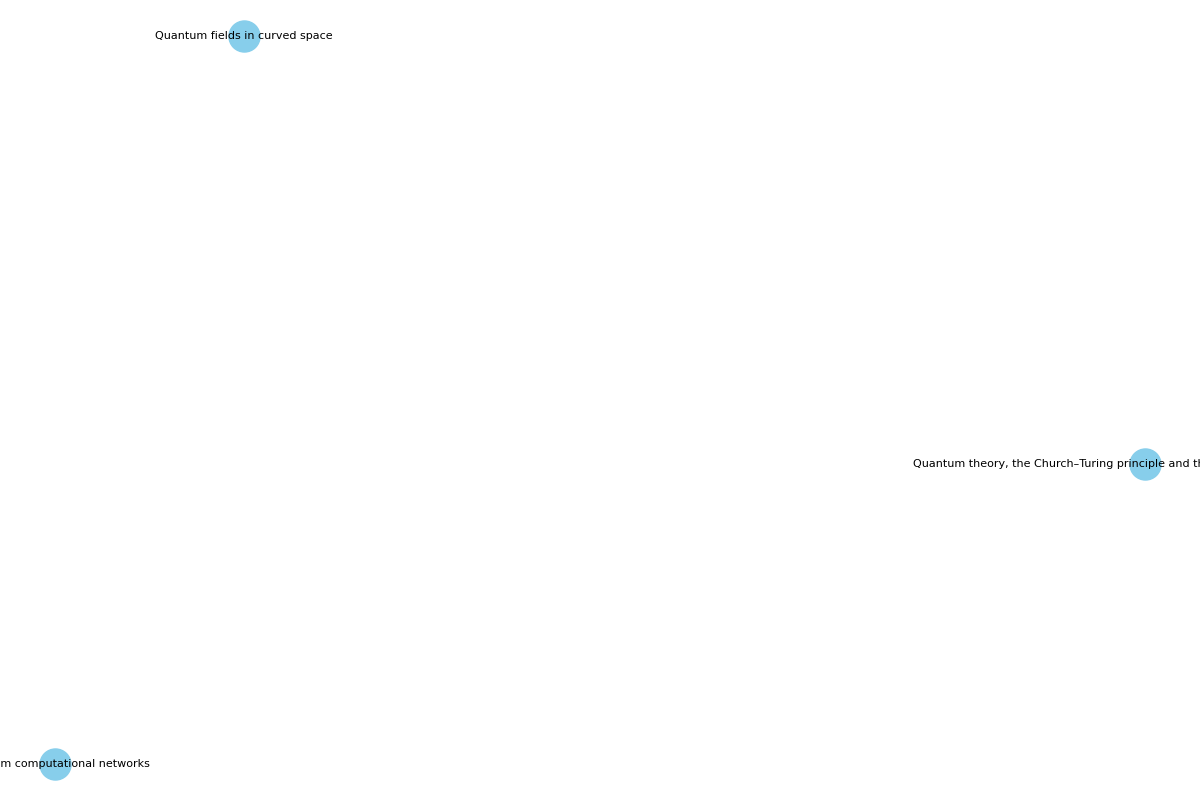 Quantum fields in curved space
Quantum theory, the Church–Turing principle and th
m computational networks